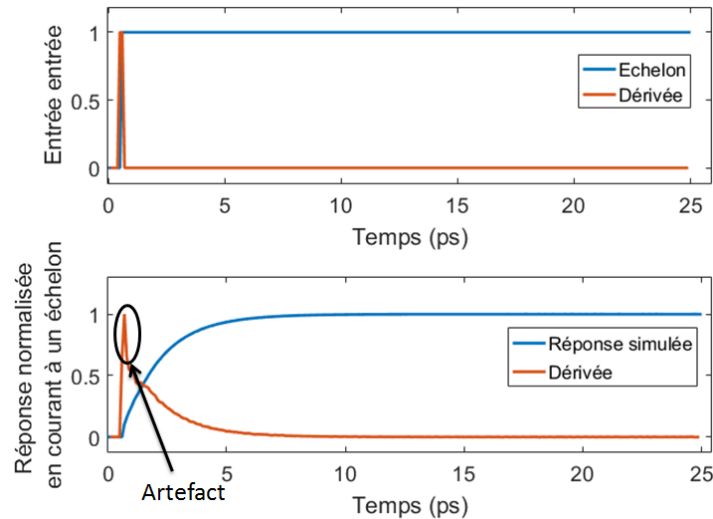 Entrée entrée
1
0.5
0
Echelon
Dérivée
0 5 10 15 20 25
Temps (ps)
Réponse normalisée
en courant à un échelon
1
0.5
0
Réponse simulée
Dérivée
0 5 10 15 20 25
Artefact
Temps (ps)